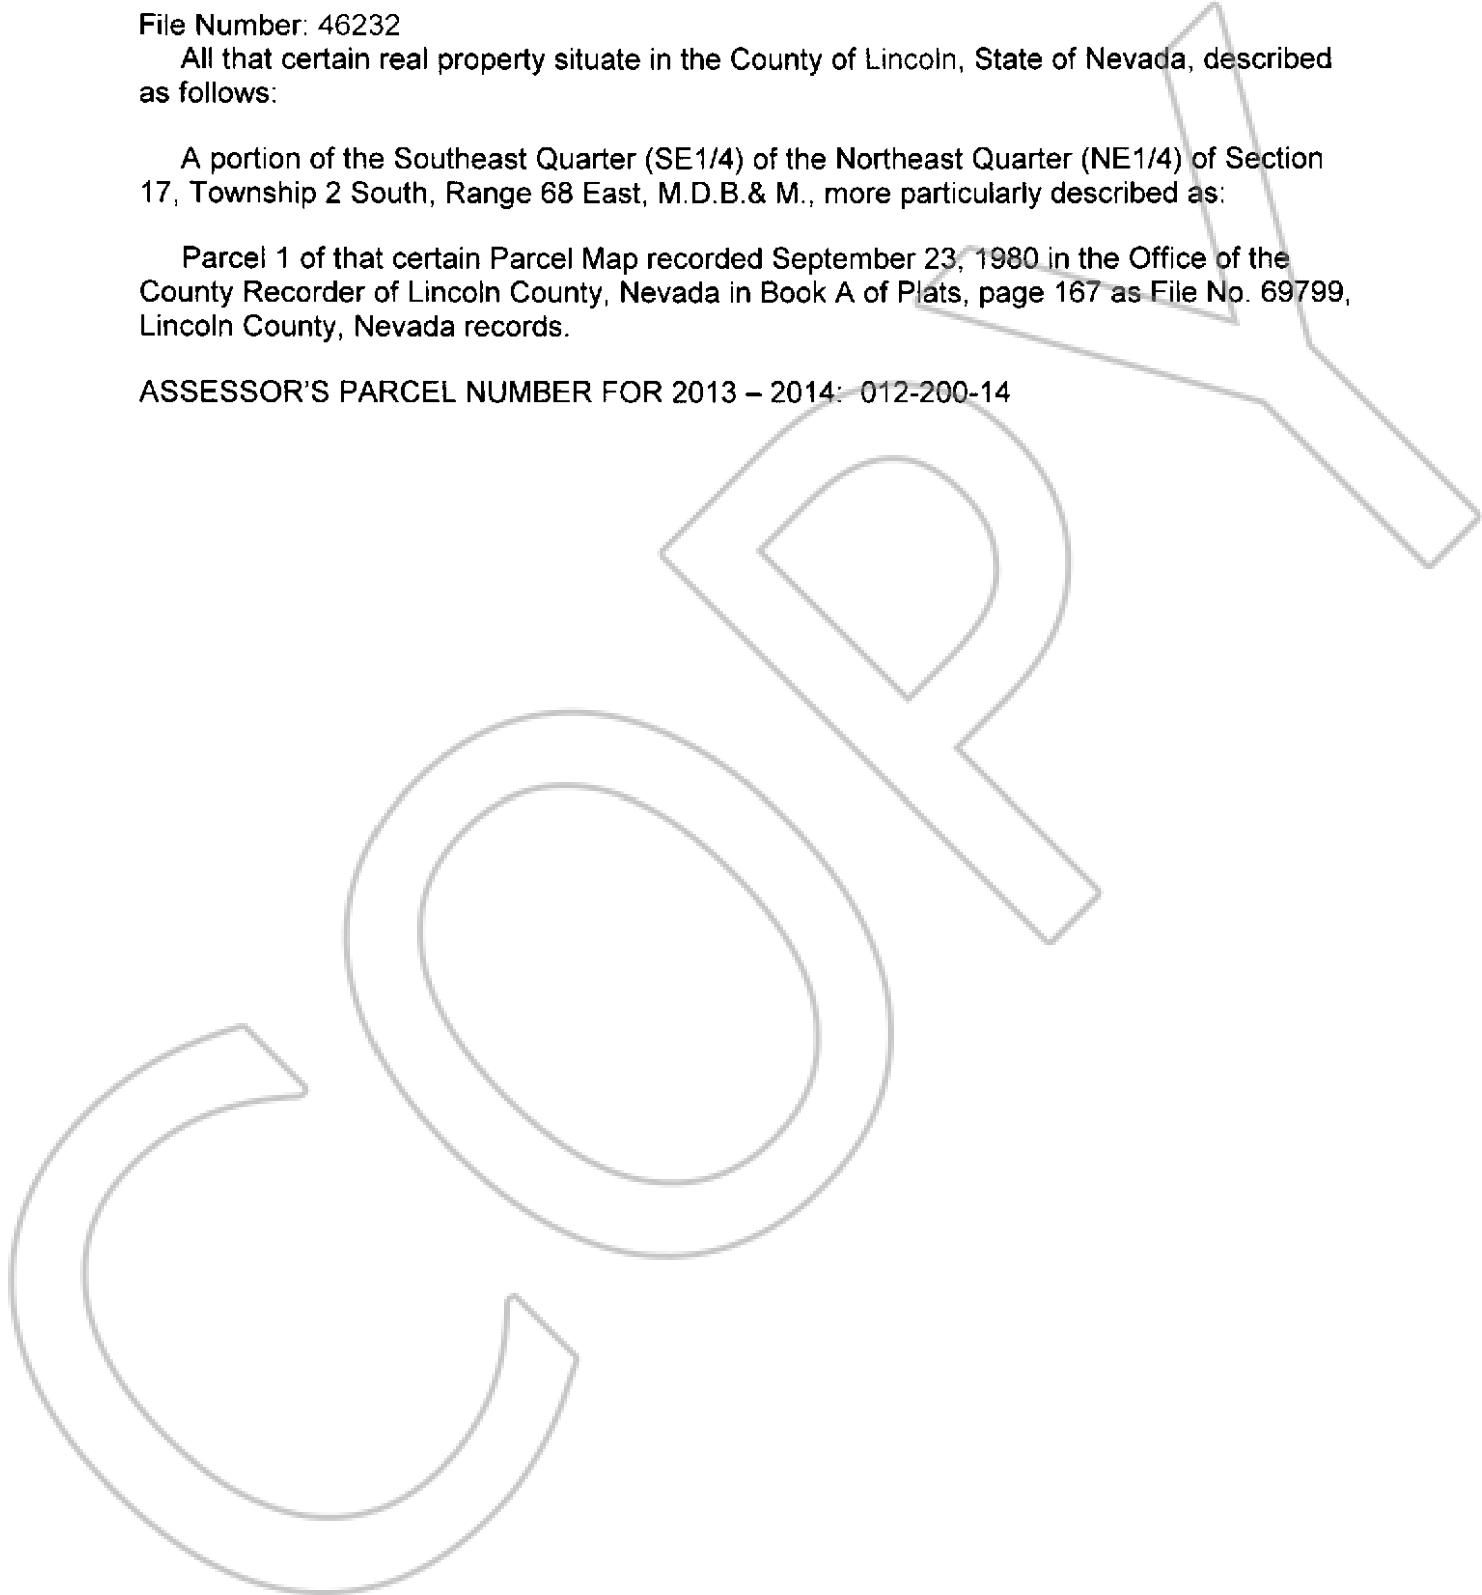 File Number: 46232
All that certain real property situate in the County of Lincoln, State of Nevada, described
as follows:
A portion of the Southeast Quarter (SE1/4) of the Northeast Quarter (NE1/4) of Section
17, Township 2 South, Range 68 East, M.D.B.& M., more particularly described as:
Parcel 1 of that certain Parcel Map recorded September 23, 1980 in the Office of the
County Recorder of Lincoln County, Nevada in Book A of Plats, page 167 as File No. 69799,
Lincoln County, Nevada records.
ASSESSOR'S PARCEL NUMBER FOR 2013 – 2014: 012-200-14
COPY